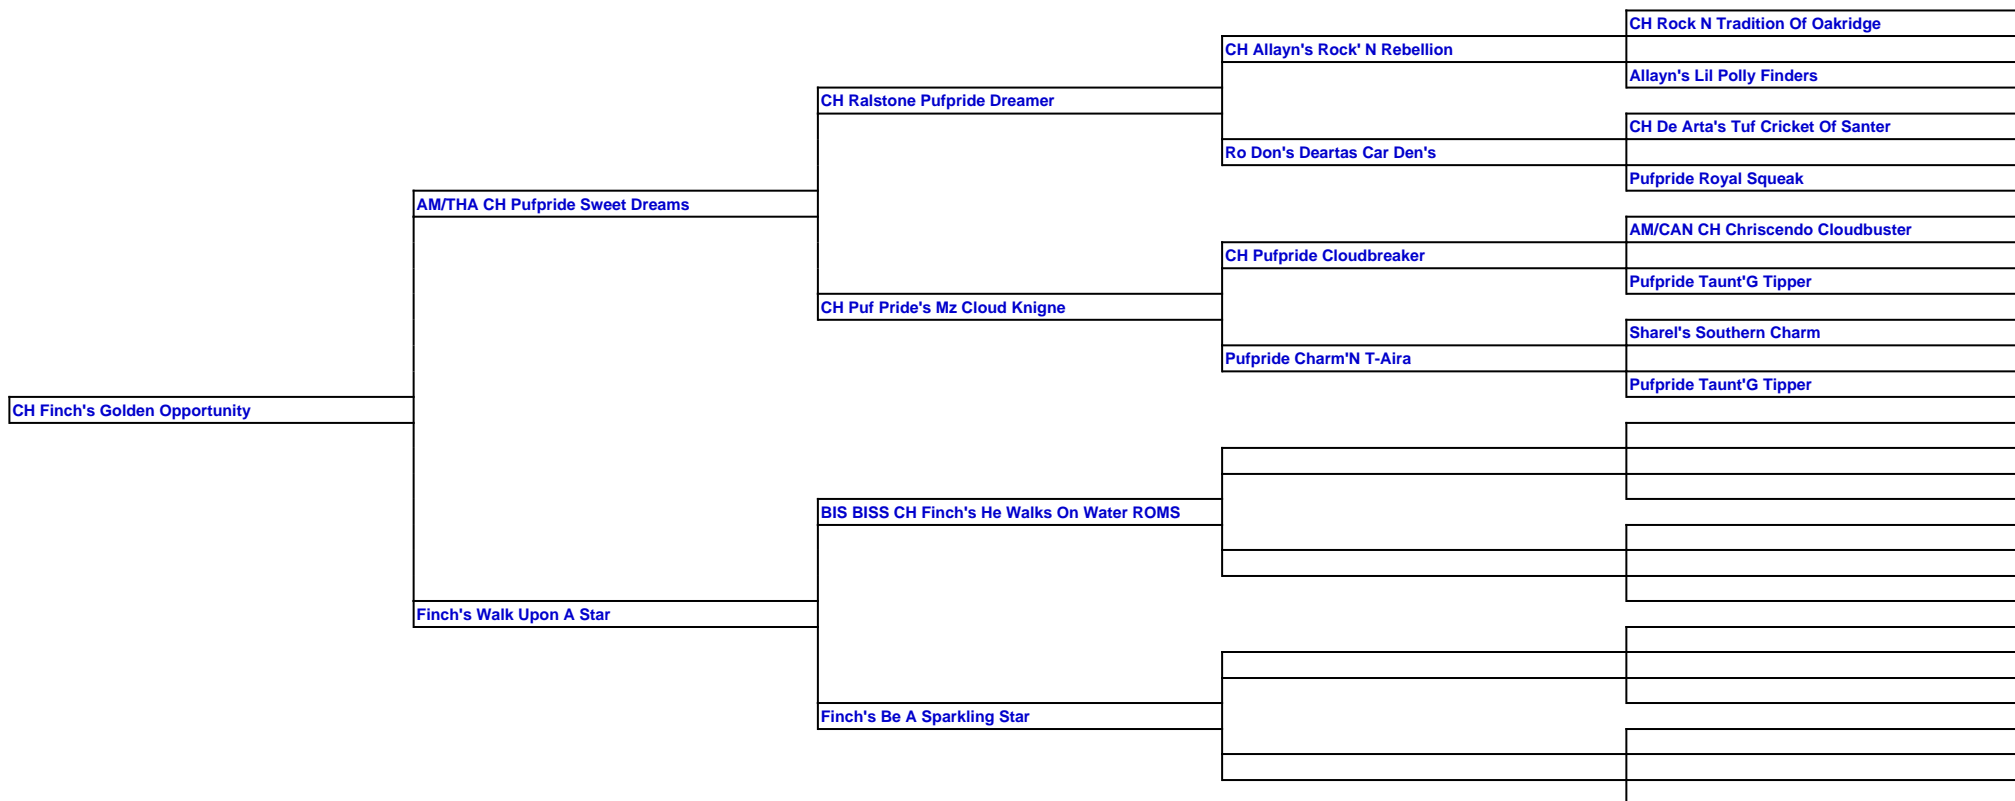 CH Rock N Tradition Of Oakridge
CH Allayn's Rock' N Rebellion
Allayn's Lil Polly Finders
CH Ralstone Pufpride Dreamer
CH De Arta's Tuf Cricket Of Santer
Ro Don's Deartas Car Den's
Pufpride Royal Squeak
AM/THA CH Pufpride Sweet Dreams
AM/CAN CH Chriscendo Cloudbuster
CH Pufpride Cloudbreaker
Pufpride Taunt'G Tipper
CH Puf Pride's Mz Cloud Knigne
Sharel's Southern Charm
Pufpride Charm'N T-Aira
Pufpride Taunt'G Tipper
CH Finch's Golden Opportunity
BIS BISS CH Finch's He Walks On Water ROMS
Finch's Walk Upon A Star
Finch's Be A Sparkling Star